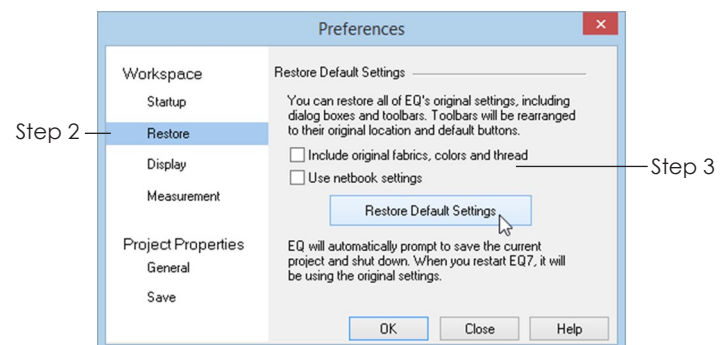 Preferences
Workspace
Startup
Restore
Display
Measurement
Project Properties
General
Save
Restore Default Settings
You can restore all of EQ's original settings, including
dialog boxes and toolbars. Toolbars will be rearranged
to their original location and default buttons.
Include original fabrics, colors and thread
Use netbook settings
Restore Default Settings
EQ will automatically prompt to save the current
project and shut down. When you restart EQ7, it will
be using the original settings.
OK Close Help
Step 2
Step 3